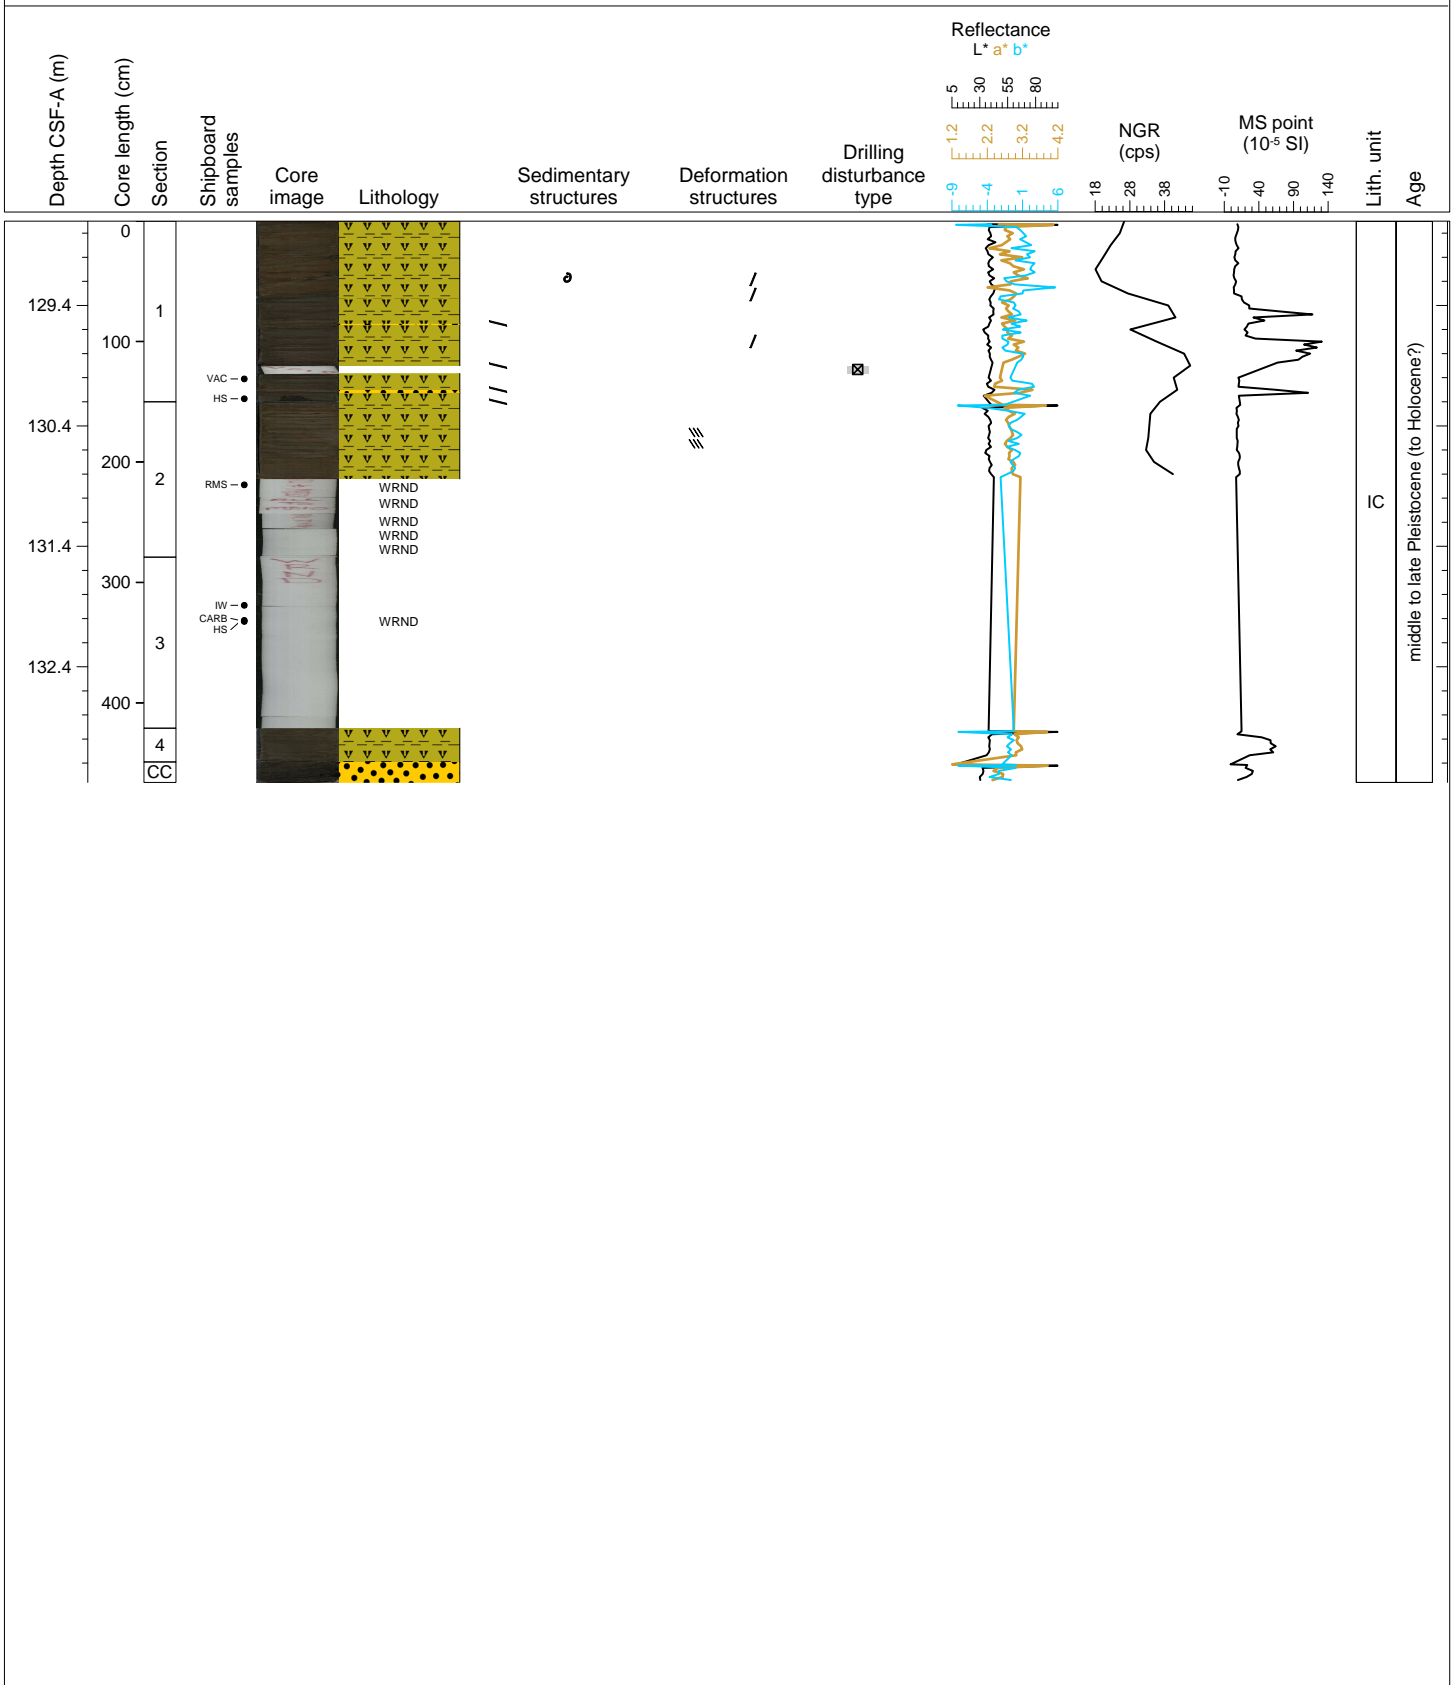 Depth CSF-A (m)
Core length (cm)
Section
Shipboard
samples
Core
image
Lithology
Sedimentary
structures
Deformation
structures
Drilling
disturbance
type
Reflectance
L* a* b*
5 30 55 80
1.2 2.2 3.2 4.2
-9 -4 1 6
NGR
(cps)
18 28 38
MS point
(10⁻⁵ SI)
-10 40 90 140
Lith. unit
Age
0
129.4
1
100
VAC
HS
130.4
200
2
RMS
WRND
WRND
WRND
WRND
131.4
WRND
300
IW
CARB
HS
WRND
3
132.4
400
4
CC
IC
middle to late Pleistocene (to Holocene?)